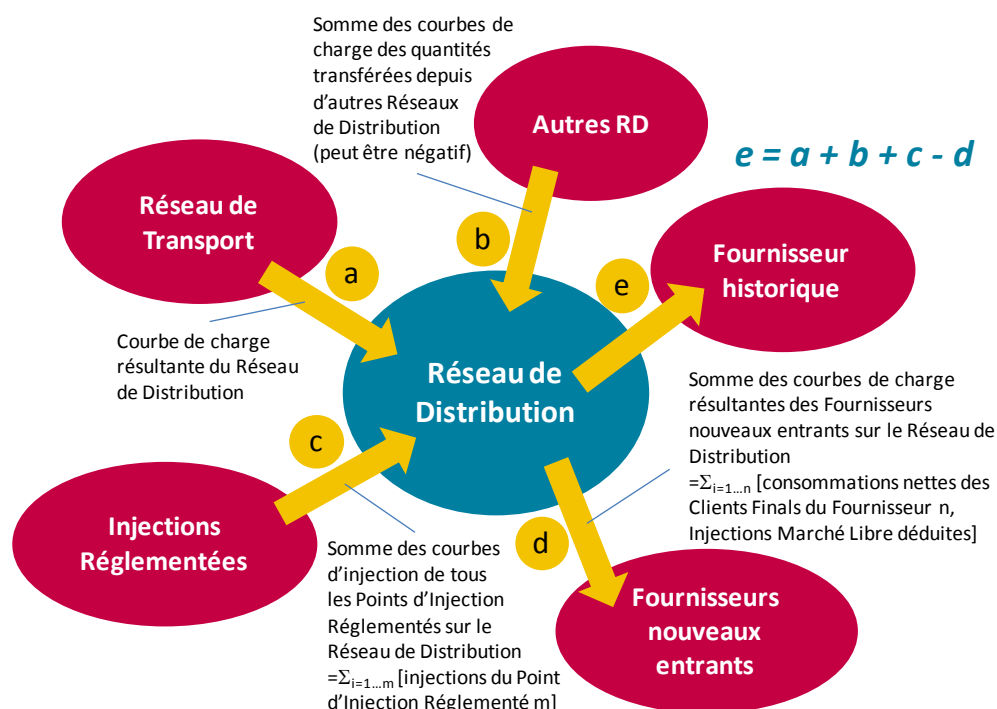 Somme des courbes de
charge des quantités
transférées depuis
d'autres Réseaux
de Distribution
(peut être négatif)
Autres RD
e = a + b + c - d
Réseau de
Transport
a
b
e
Fournisseur
historique
Courbe de charge
résultante du Réseau
de Distribution
Réseau de
Distribution
Somme des courbes de charge
résultantes des Fournisseurs
nouveaux entrants sur le Réseau de
Distribution
=Σi=1…n [consommations nettes des
Clients Finals du Fournisseur n,
Injections Marché Libre déduites]
c
Injections
Réglementées
d
Somme des courbes
d'injection de tous
les Points d'Injection
Réglementés sur le
Réseau de Distribution
=Σi=1…m [injections du Point
d'Injection Réglementé m]
Fournisseurs
nouveaux
entrants